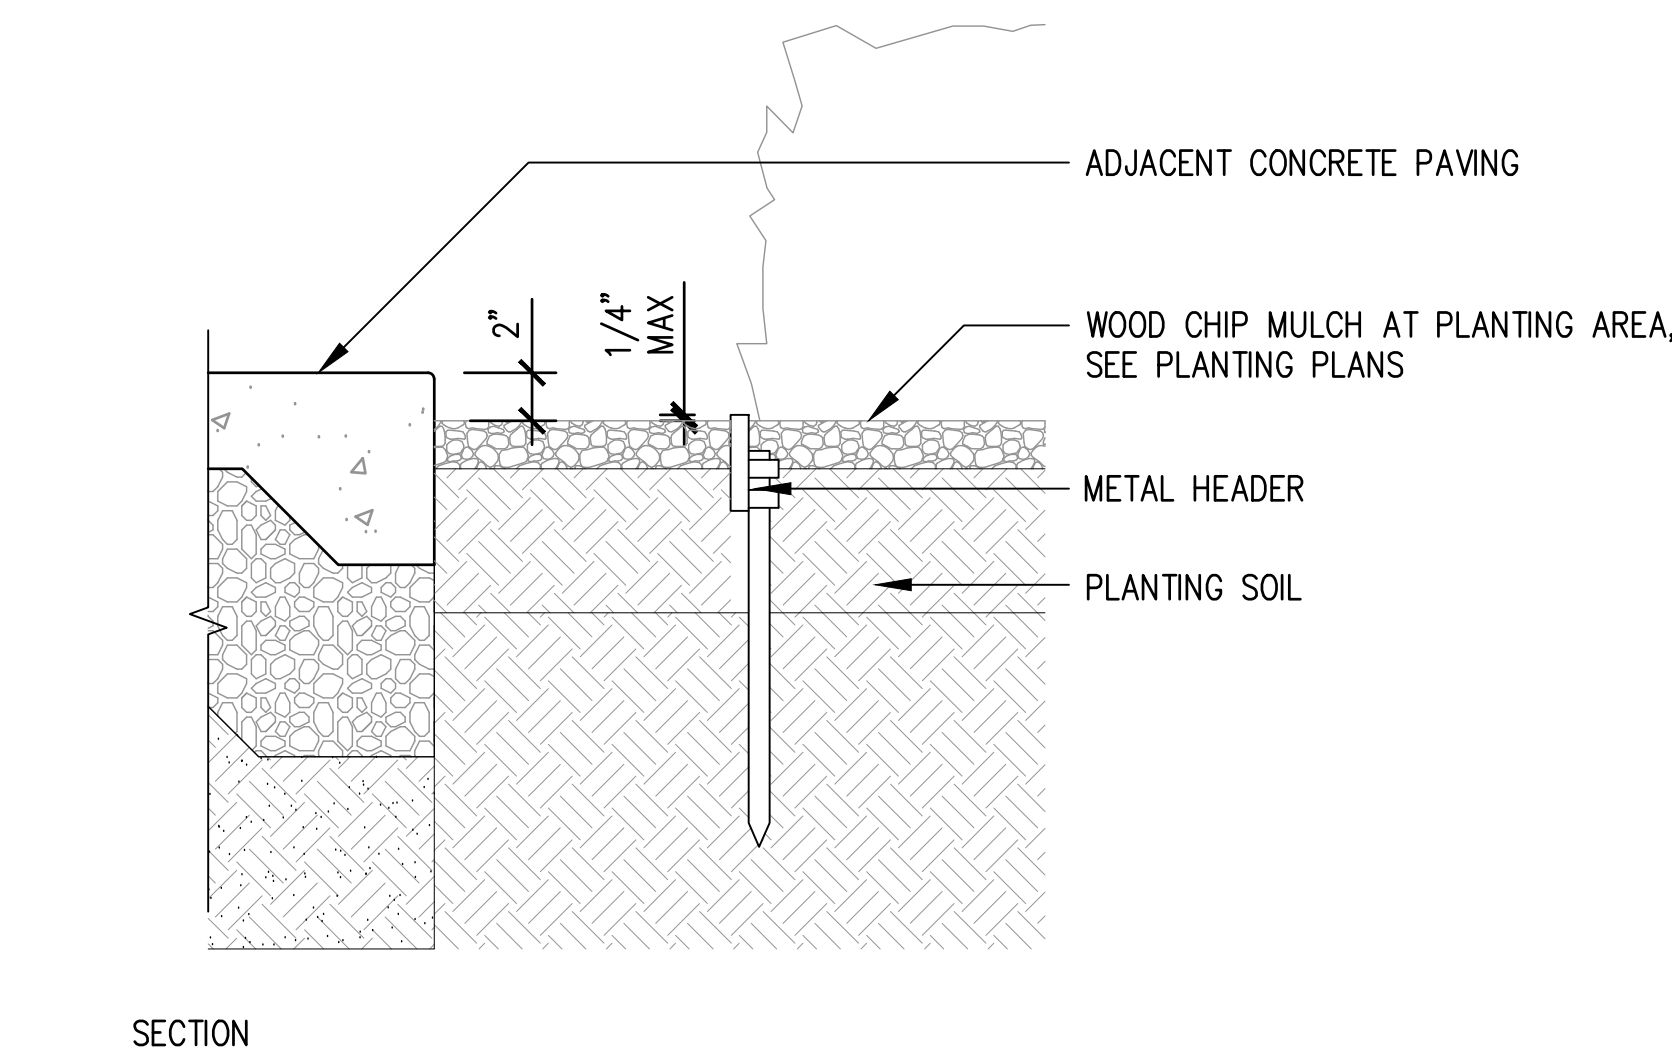 ADJACENT CONCRETE PAVING
2"
1/4"
MAX
WOOD CHIP MULCH AT PLANTING AREA,
SEE PLANTING PLANS
METAL HEADER
PLANTING SOIL
SECTION